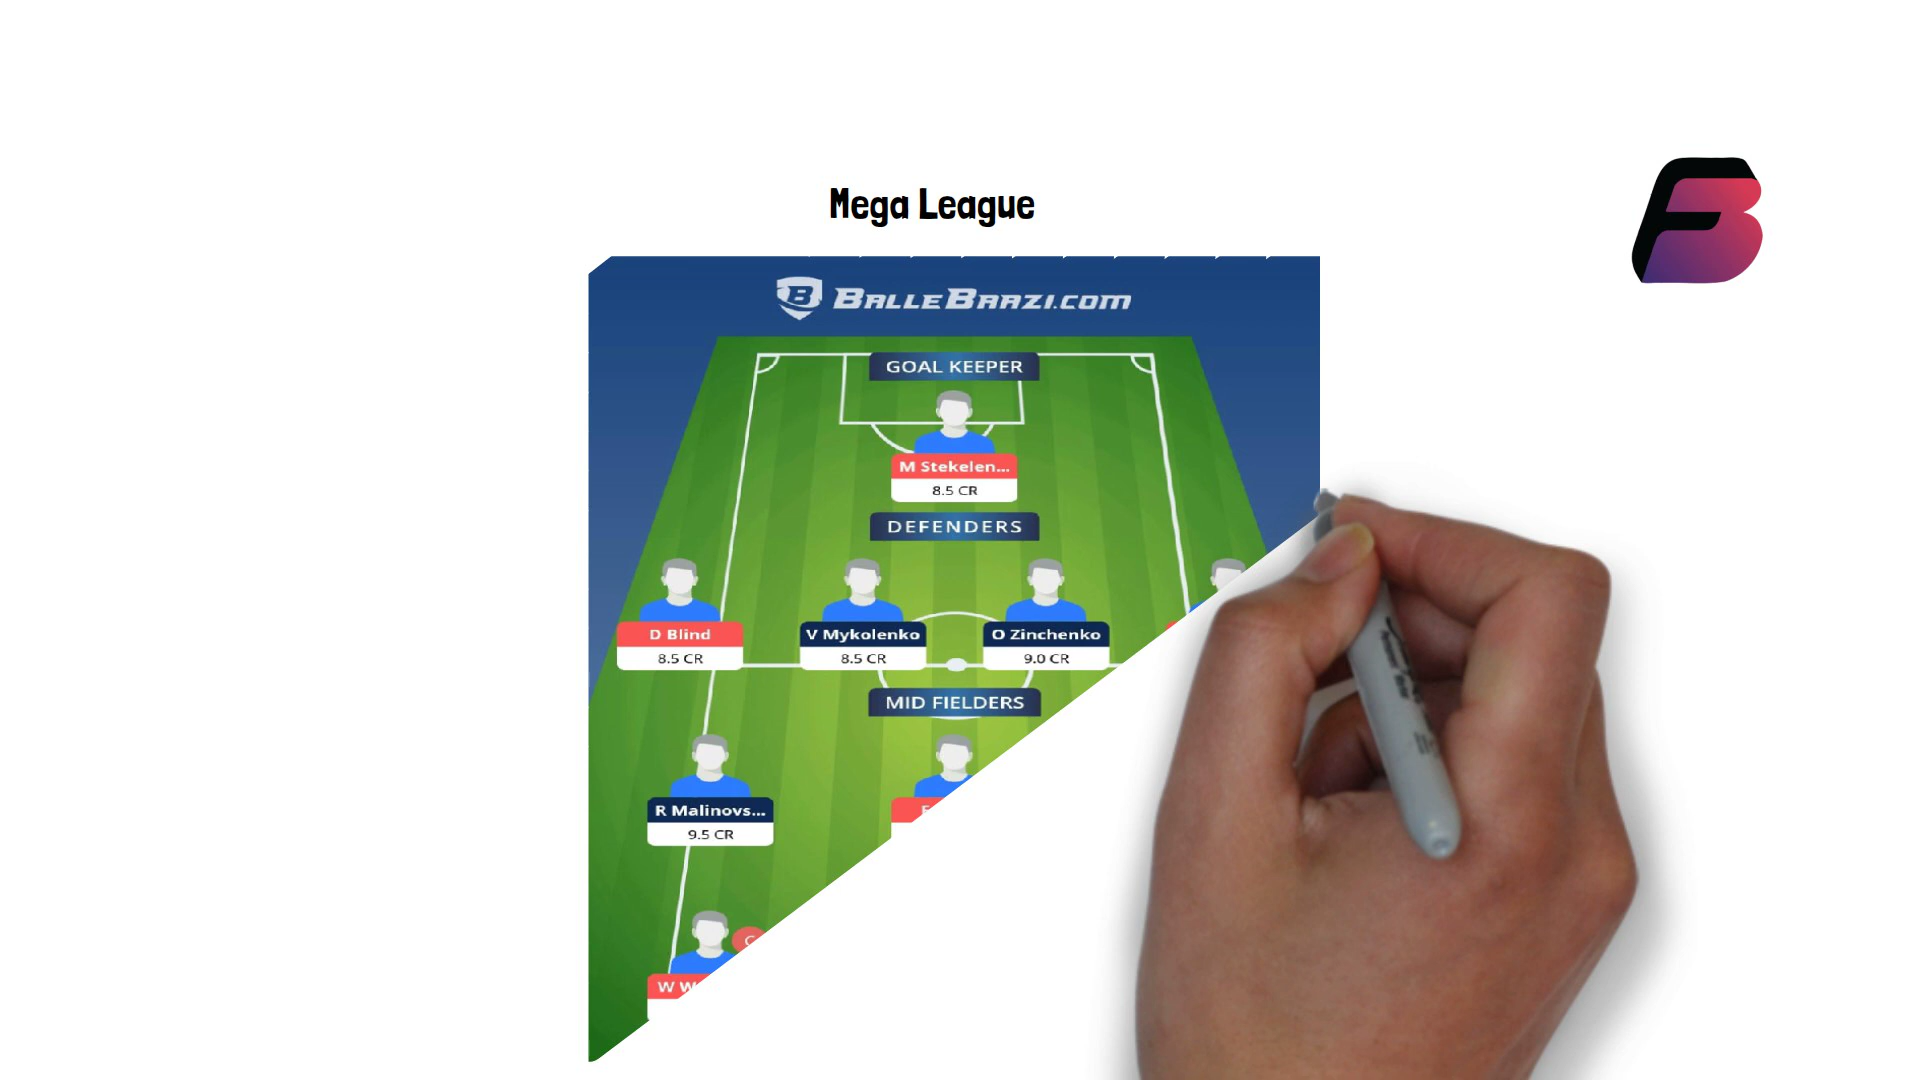 Mega League
BALLEBAAZI.COM
GOAL KEEPER
M Stekelen...
8.5 CR
DEFENDERS
D Blind
V Mykolenko
O Zinchenko
8.5 CR
8.5 CR
9.0 CR
MID FIELDERS
R Malinovs...
9.5 CR
C
W W